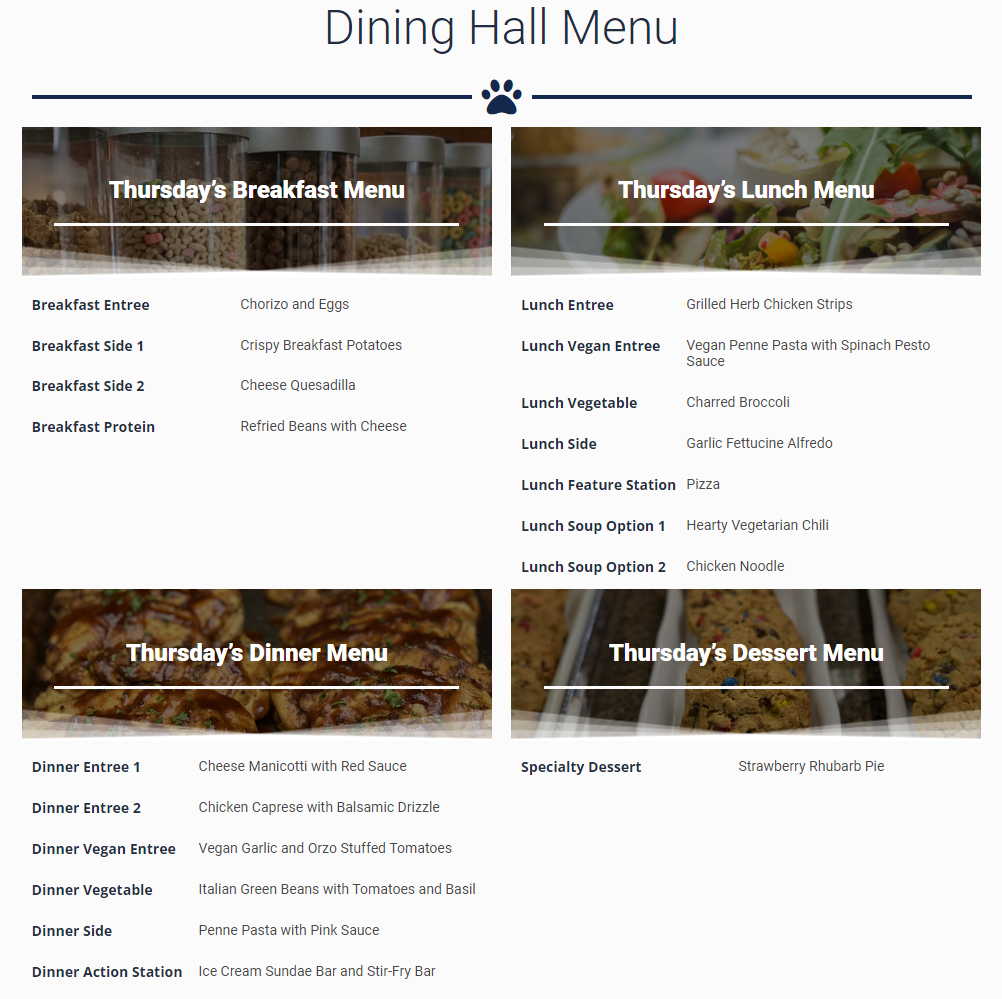 Dining Hall Menu
Thursday’s Breakfast Menu
Breakfast Entree Chorizo and Eggs
Breakfast Side 1 Crispy Breakfast Potatoes
Breakfast Side 2 Cheese Quesadilla
Breakfast Protein Refried Beans with Cheese
Thursday’s Lunch Menu
Lunch Entree Grilled Herb Chicken Strips
Lunch Vegan Entree Vegan Penne Pasta with Spinach Pesto
Sauce
Lunch Vegetable Charred Broccoli
Lunch Side Garlic Fettucine Alfredo
Lunch Feature Station Pizza
Lunch Soup Option 1 Hearty Vegetarian Chili
Lunch Soup Option 2 Chicken Noodle
Thursday’s Dinner Menu
Dinner Entree 1 Cheese Manicotti with Red Sauce
Dinner Entree 2 Chicken Caprese with Balsamic Drizzle
Dinner Vegan Entree Vegan Garlic and Orzo Stuffed Tomatoes
Dinner Vegetable Italian Green Beans with Tomatoes and Basil
Dinner Side Penne Pasta with Pink Sauce
Dinner Action Station Ice Cream Sundae Bar and Stir-Fry Bar
Thursday’s Dessert Menu
Specialty Dessert Strawberry Rhubarb Pie